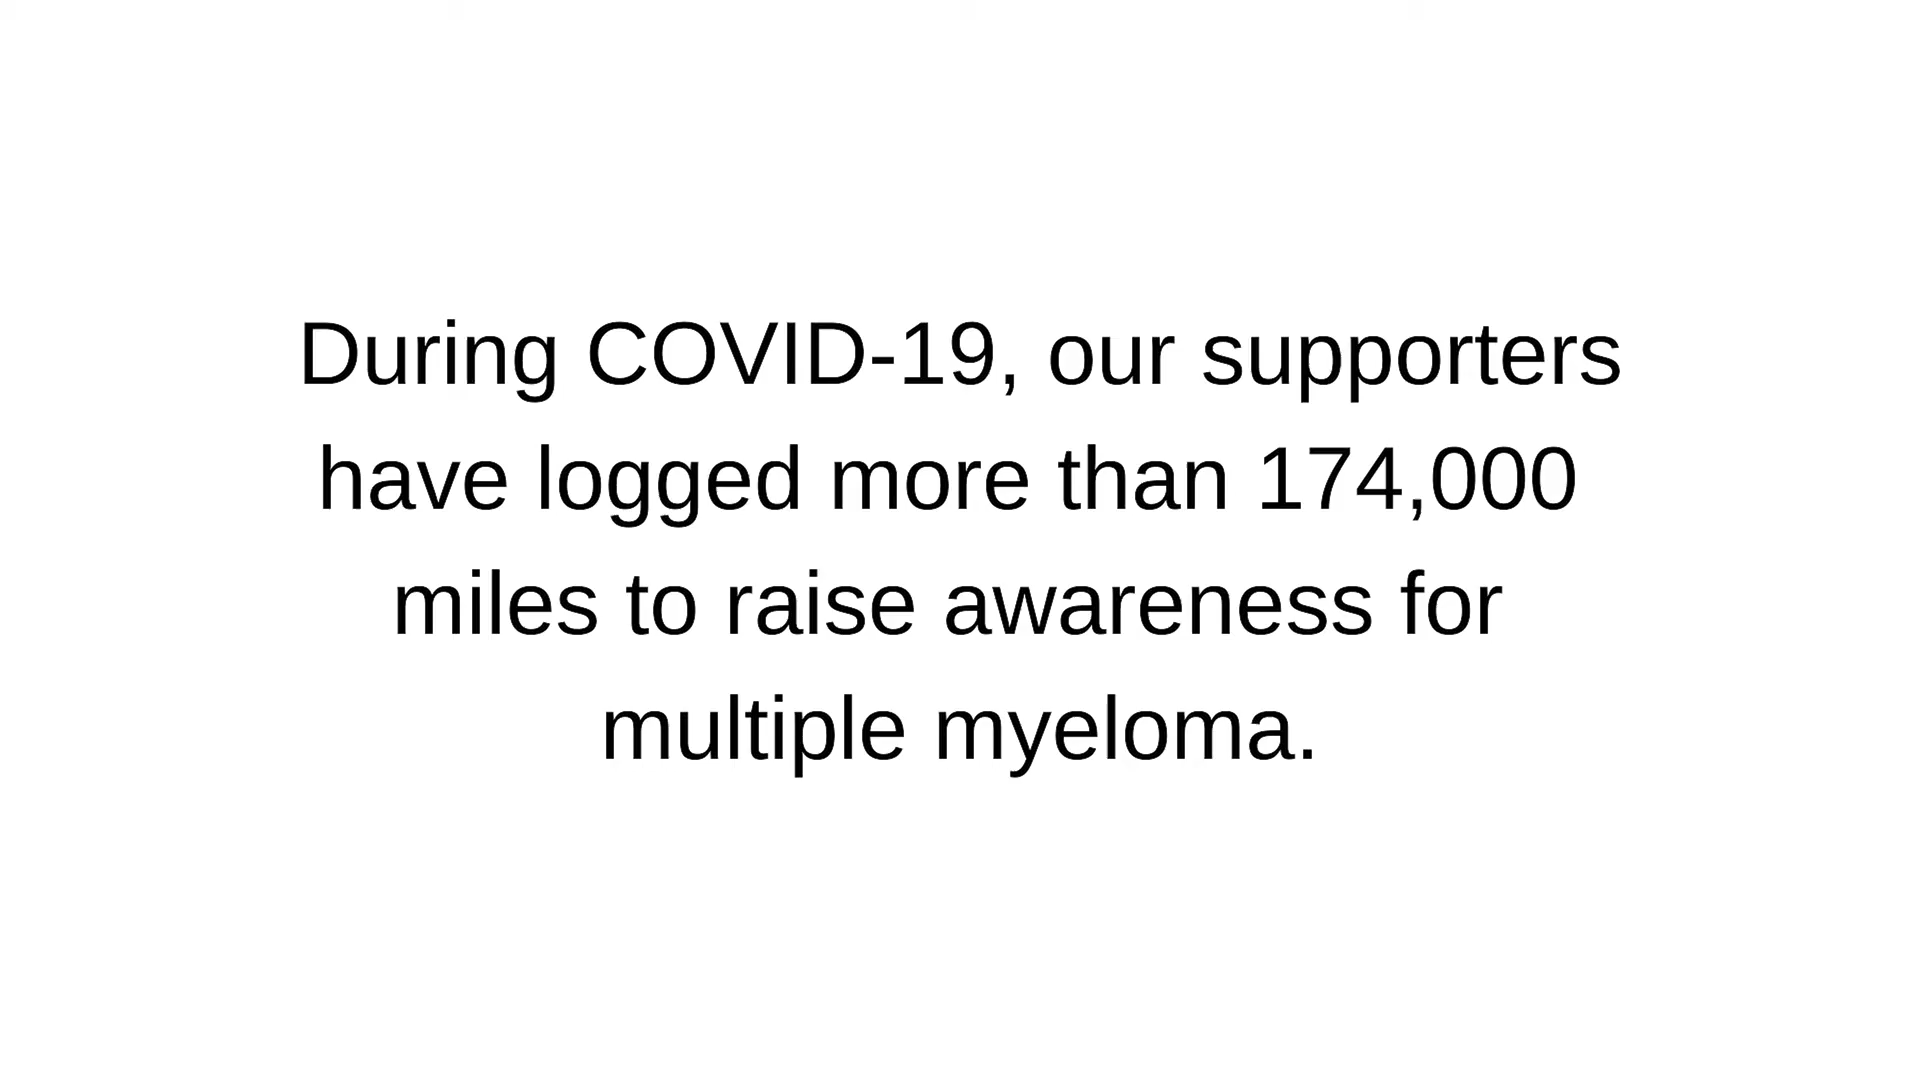 During COVID-19, our supporters
have logged more than 174,000
miles to raise awareness for
multiple myeloma.